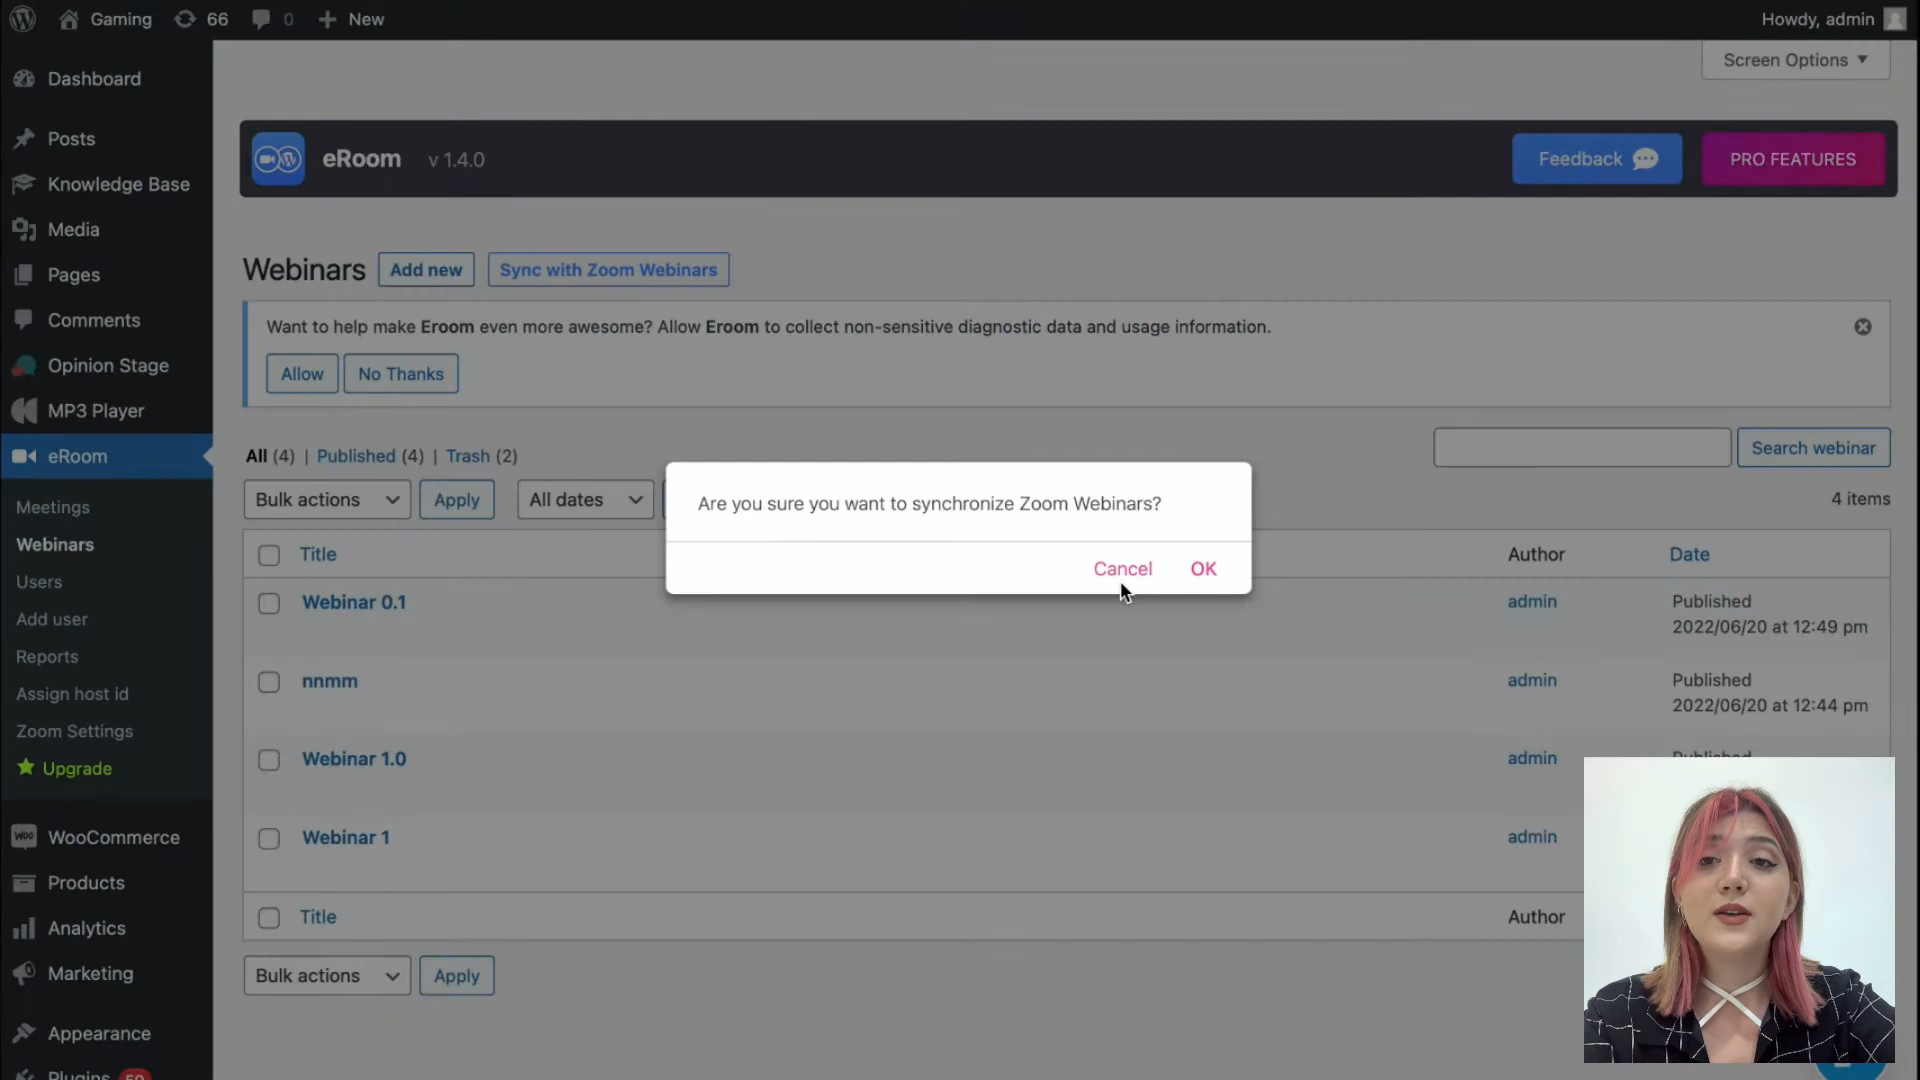 Gaming 66 0 New Howdy, admin
Screen Options
Dashboard
Posts
Knowledge Base
Media
Pages
Comments
Opinion Stage
MP3 Player
eRoom
Meetings
Webinars
Users
Add user
Reports
Assign host id
Zoom Settings
Upgrade
WooCommerce
Products
Analytics
Marketing
Appearance
Plugins
eRoom v 1.4.0 Feedback PRO FEATURES
Webinars Add new Sync with Zoom Webinars
Want to help make Eroom even more awesome? Allow Eroom to collect non-sensitive diagnostic data and usage information.
Allow No Thanks
All (4) | Published (4) | Trash (2)
Search webinar
Bulk actions Apply All dates 4 items
Are you sure you want to synchronize Zoom Webinars?
Cancel OK
Title Author Date
Webinar 0.1 admin Published
2022/06/20 at 12:49 pm
nnmm admin Published
2022/06/20 at 12:44 pm
Webinar 1.0 admin
Webinar 1 admin
Title Author
Bulk actions Apply